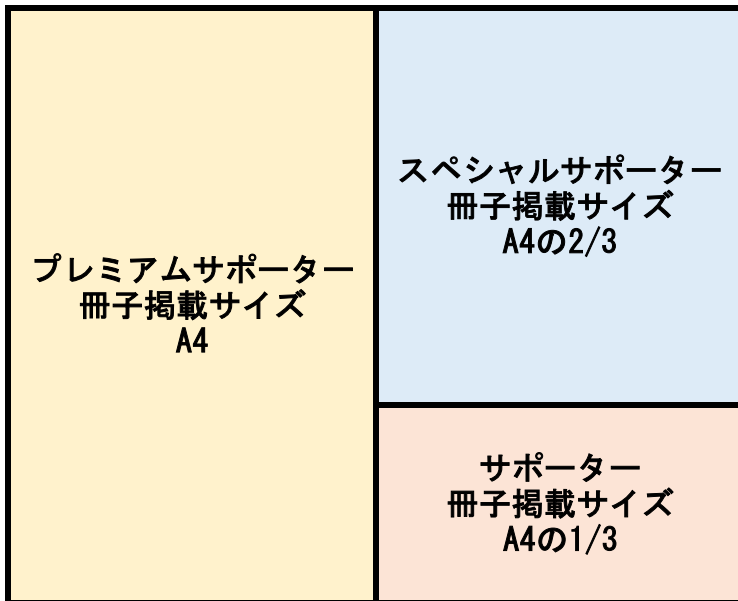 プレミアムサポーター
冊子掲載サイズ
A4
スペシャルサポーター
冊子掲載サイズ
A4の2/3
サポーター
冊子掲載サイズ
A4の1/3